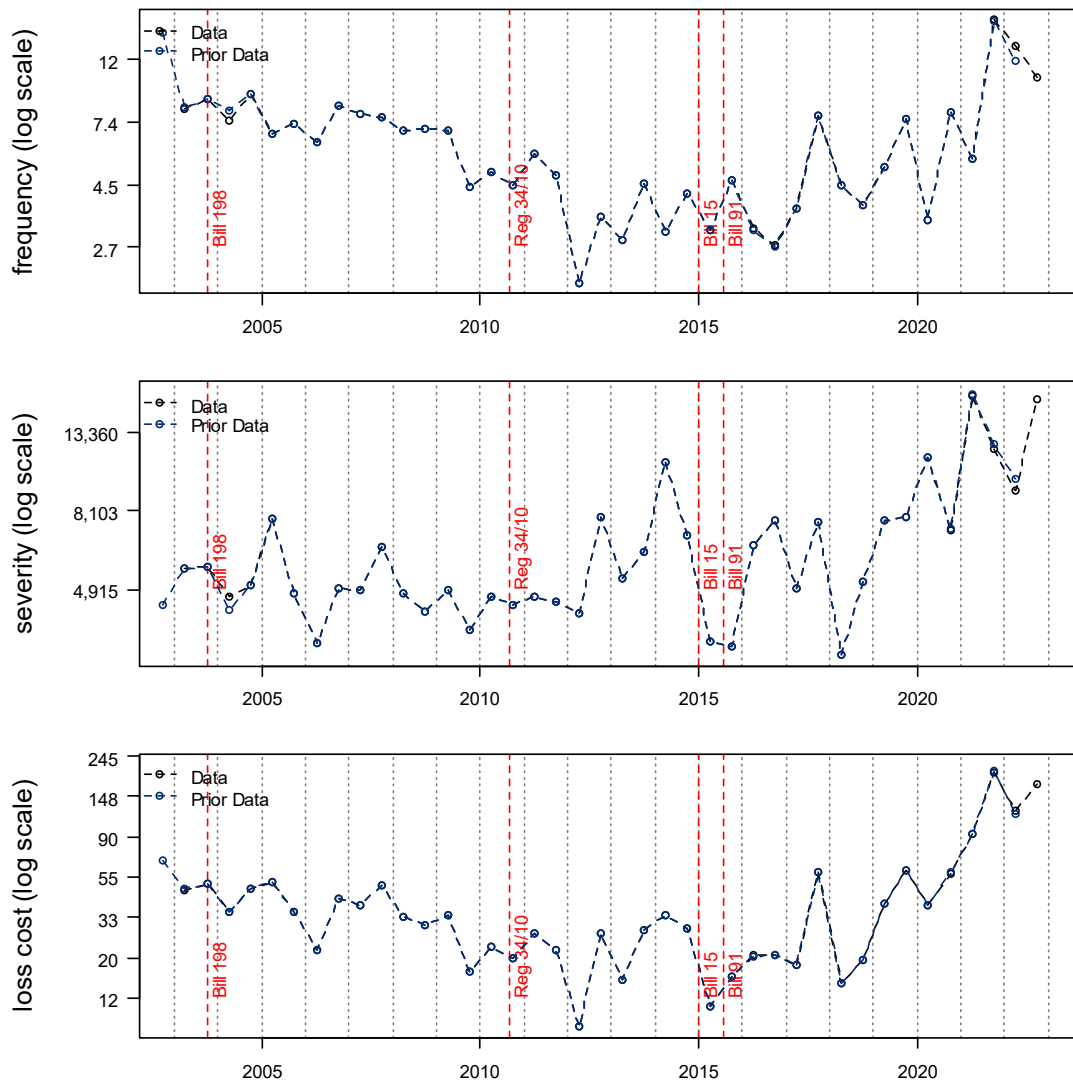 frequency (log scale)
Data
Prior Data
12
7.4
4.5
2.7
Bill 198
Reg 34/10
Bill 15
Bill 91
2005
2010
2015
2020
severity (log scale)
Data
Prior Data
13,360
8,103
4,915
Bill 198
Reg 34/10
Bill 15
Bill 91
2005
2010
2015
2020
loss cost (log scale)
Data
Prior Data
245
148
90
55
33
20
12
Bill 198
Reg 34/10
Bill 15
Bill 91
2005
2010
2015
2020